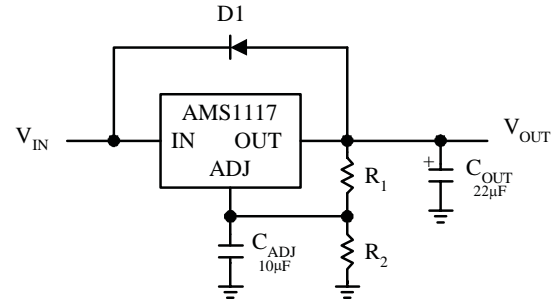 D1
AMS1117
V_IN
IN OUT
V_OUT
ADJ
+
R_1
C_OUT
22μF
C_ADJ
10μF
R_2